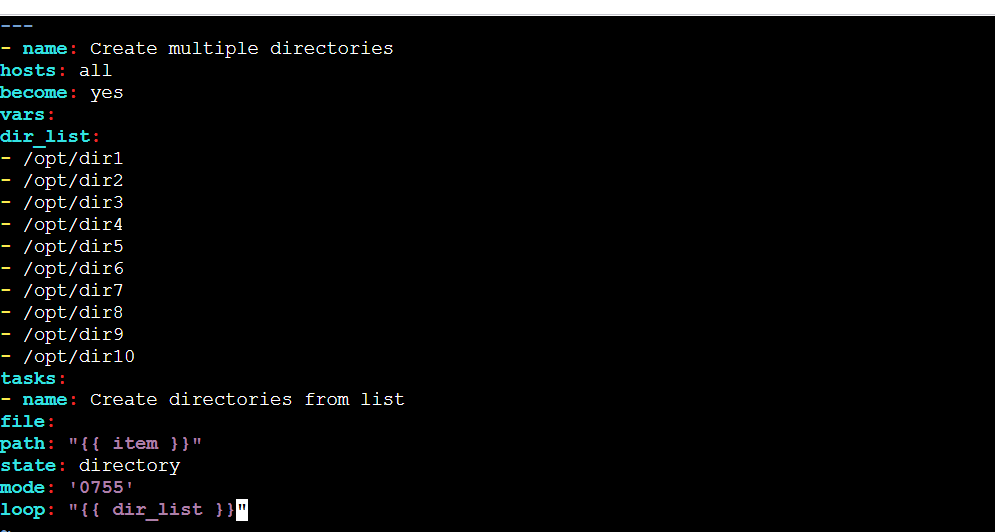 ---
- name: Create multiple directories
hosts: all
become: yes
vars:
dir_list:
- /opt/dir1
- /opt/dir2
- /opt/dir3
- /opt/dir4
- /opt/dir5
- /opt/dir6
- /opt/dir7
- /opt/dir8
- /opt/dir9
- /opt/dir10
tasks:
- name: Create directories from list
file:
path: "{{ item }}"
state: directory
mode: '0755'
loop: "{{ dir_list }}"